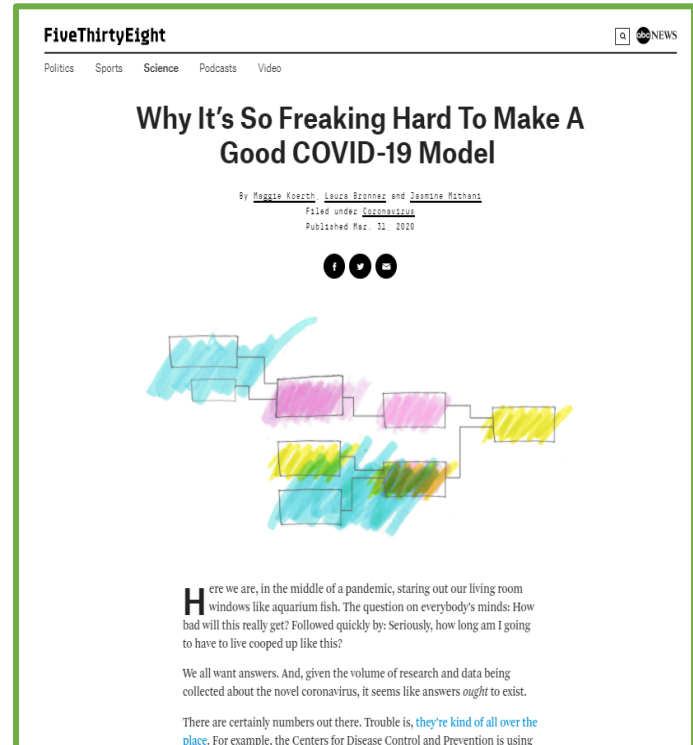 FiveThirtyEight
abc NEWS
Politics Sports Science Podcasts Video
Why It's So Freaking Hard To Make A
Good COVID-19 Model
By Maggie Koerth, Laura Bronner and Jasmine Mithani
Filed under Coronavirus
Published Mar. 31, 2020
Here we are, in the middle of a pandemic, staring out our living room
windows like aquarium fish. The question on everybody's minds: How
bad will this really get? Followed quickly by: Seriously, how long am I going
to have to live cooped up like this?
We all want answers. And, given the volume of research and data being
collected about the novel coronavirus, it seems like answers ought to exist.
There are certainly numbers out there. Trouble is, they're kind of all over the
place. For example, the Centers for Disease Control and Prevention is using